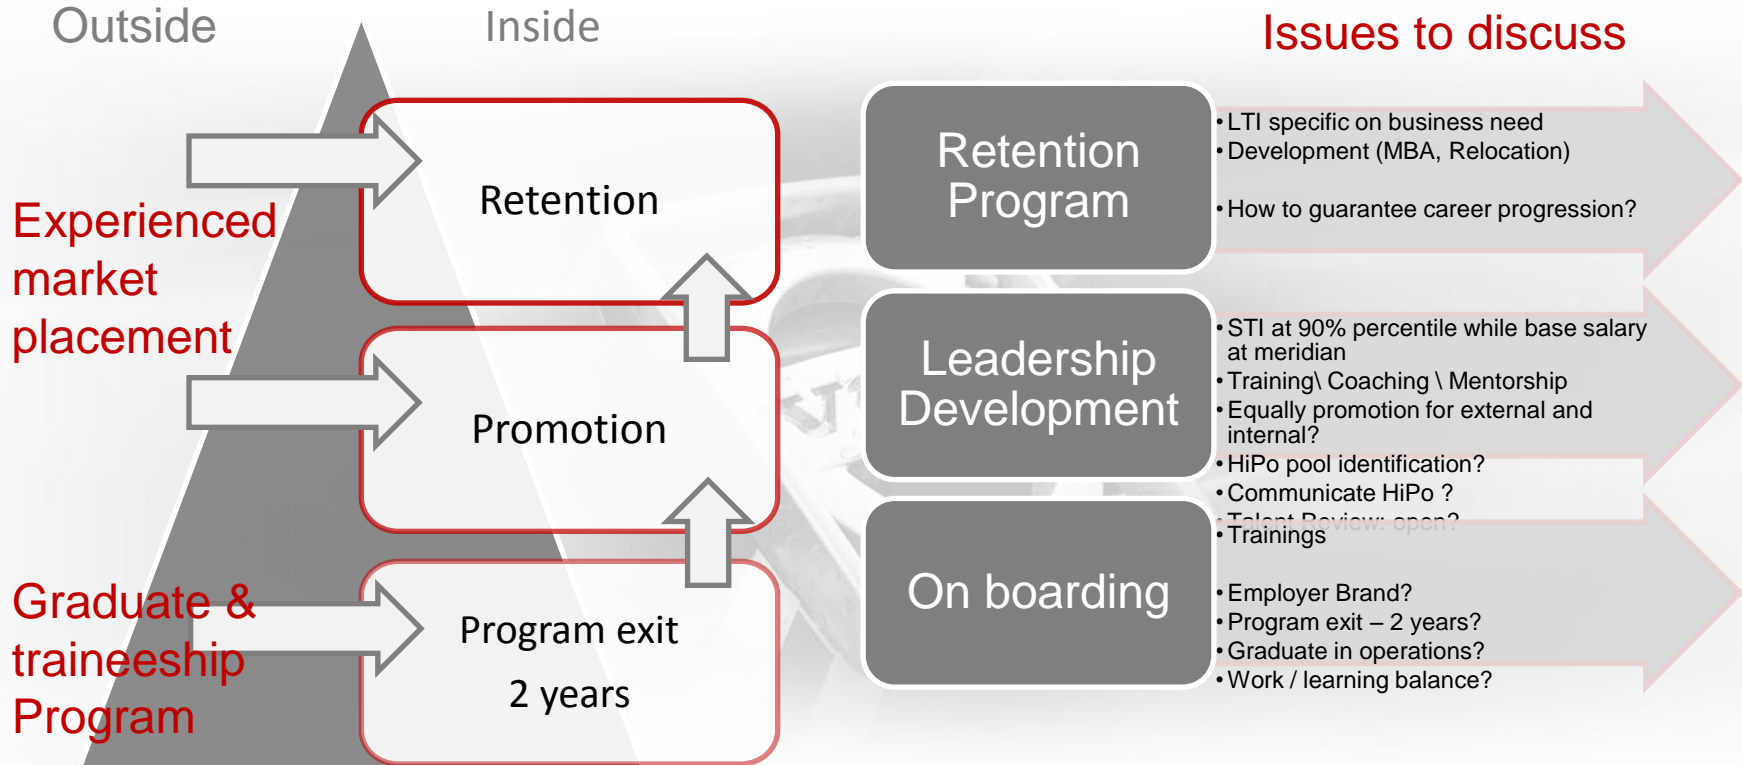 Outside
Inside
Issues to discuss
Experienced
market
placement
Graduate &
traineeship
Program
Retention
Promotion
Program exit
2 years
Retention
Program
• LTI specific on business need
• Development (MBA, Relocation)
• How to guarantee career progression?
Leadership
Development
• STI at 90% percentile while base salary
at meridian
• Training\ Coaching \ Mentorship
• Equally promotion for external and
internal?
• HiPo pool identification?
• Communicate HiPo ?
• Talent Review: open?
On boarding
• Trainings
• Employer Brand?
• Program exit – 2 years?
• Graduate in operations?
• Work / learning balance?